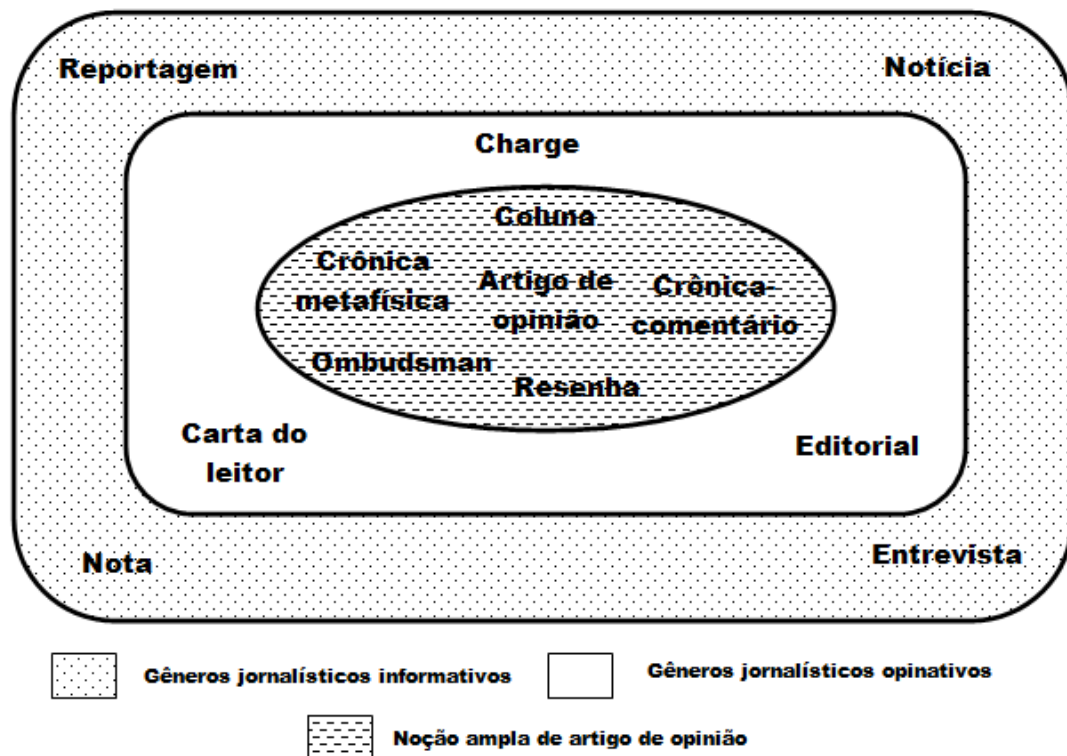 Reportagem
Notícia
Charge
Coluna
Crônica
metafísica
Artigo de
opinião
Crônica-
comentário
Ombudsman
Resenha
Carta do
leitor
Editorial
Nota
Entrevista
Gêneros jornalísticos informativos
Gêneros jornalísticos opinativos
Noção ampla de artigo de opinião